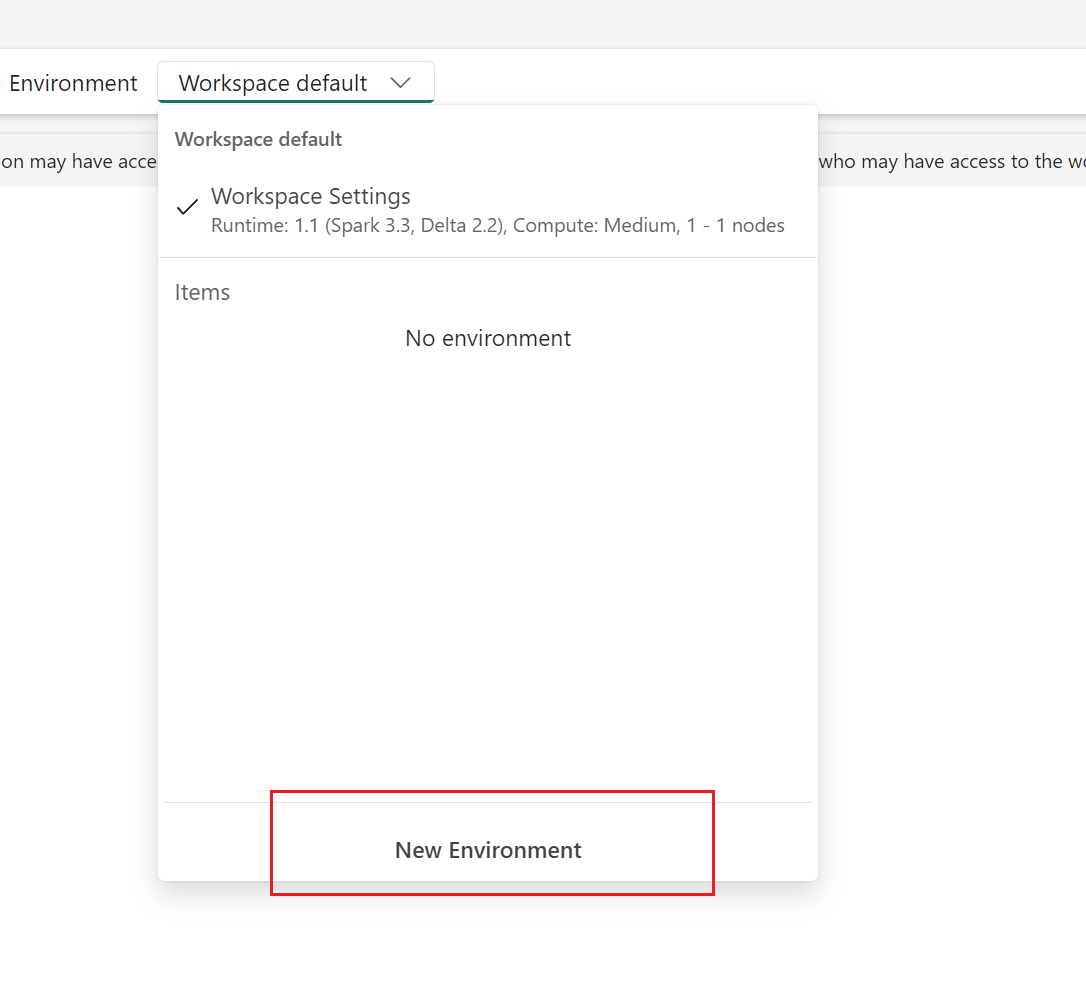 Environment Workspace default
Workspace default
on may have acce who may have access to the wo
Workspace Settings
Runtime: 1.1 (Spark 3.3, Delta 2.2), Compute: Medium, 1 - 1 nodes
Items
No environment
New Environment